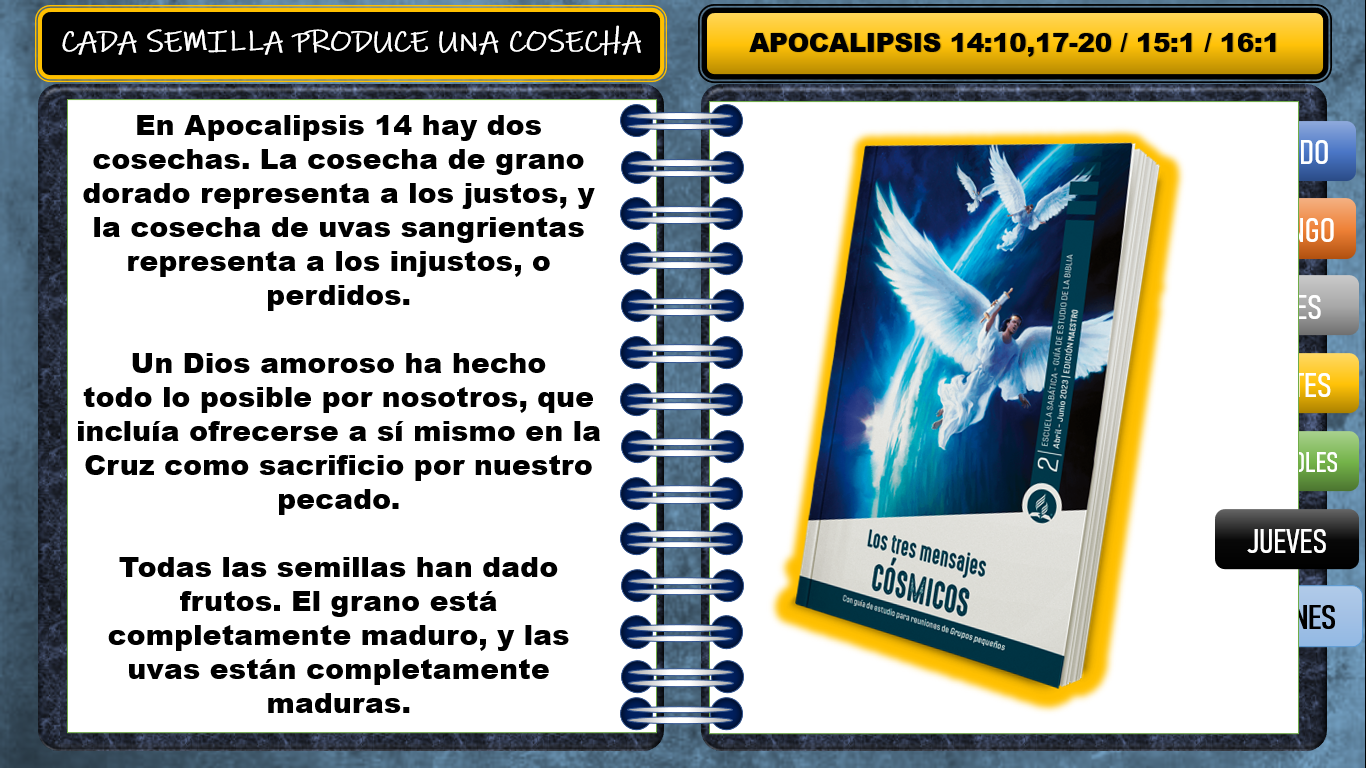 CADA SEMILLA PRODUCE UNA COSECHA
APOCALIPSIS 14:10,17-20 / 15:1 / 16:1
En Apocalipsis 14 hay dos
cosechas. La cosecha de grano
dorado representa a los justos, y
la cosecha de uvas sangrientas
representa a los injustos, o
perdidos.
Un Dios amoroso ha hecho
todo lo posible por nosotros, que
incluía ofrecerse a sí mismo en la
Cruz como sacrificio por nuestro
pecado.
Todas las semillas han dado
frutos. El grano está
completamente maduro, y las
uvas están completamente
maduras.
2
ESCUELA SABÁTICA - GUÍA DE ESTUDIO DE LA BIBLIA
Abril - Junio 2023 | EDICIÓN MAESTRO
Los tres mensajes
CÓSMICOS
Con guía de estudio para reuniones de Grupos pequeños
DO
NGO
ES
TES
OLES
JUEVES
NES